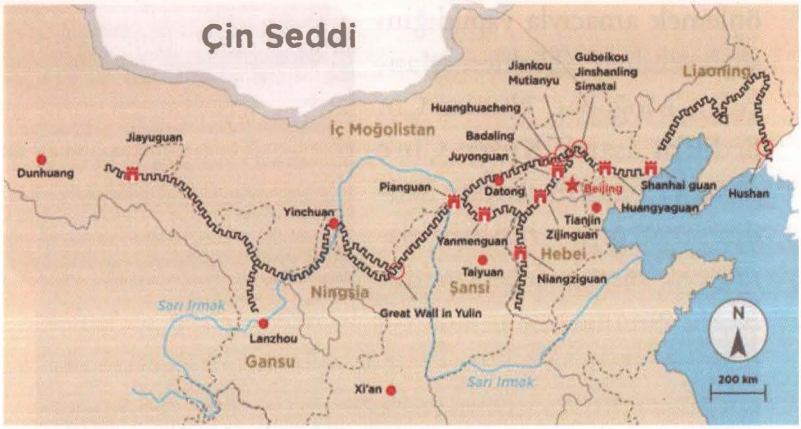 Çin Seddi
Gubeikou
Jinshanling
Simatai
Jiankou
Mutianyu
Liaoning
Huanghuacheng
İç Moğolistan
Badaling
Jiayuguan
Juyonguan
Dunhuang
Pianguan
Datong
Beijing
Shanhai guan
Hushan
Yinchuan
Huangyaguan
Tianjin
Yanmenguan
Zijinguan
Hebei
Taiyuan
Niangziguan
Ningsia
Şansi
Sarı Irmak
Great Wall in Yulin
N
Lanzhou
Gansu
Xi'an
Sarı Irmak
200 km